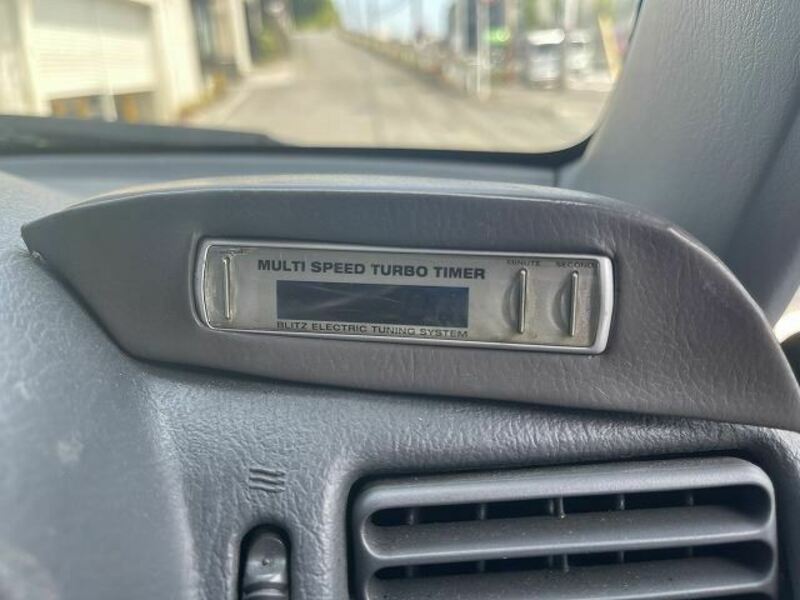 MULTI SPEED TURBO TIMER
MINUTE SECOND
BLITZ ELECTRIC TUNING SYSTEM